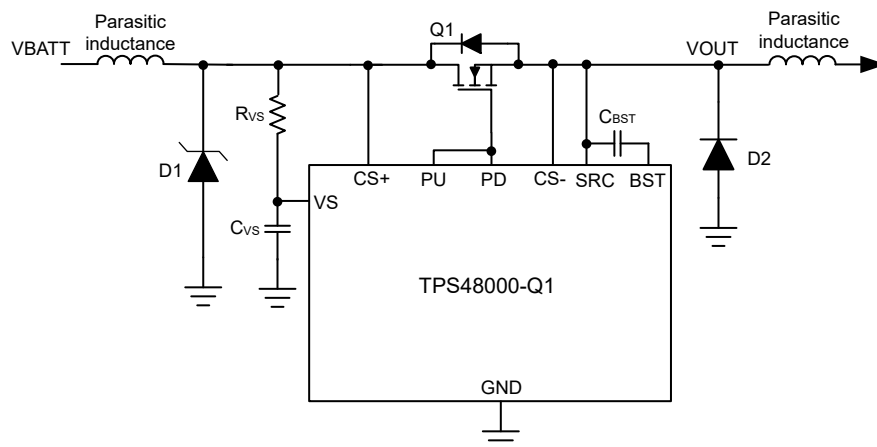 Parasitic
inductance
VBATT
Q1
VOUT
Parasitic
inductance
RVS
CBST
D1
D2
CS+
PU
PD
CS-
SRC
BST
VS
CVS
TPS48000-Q1
GND